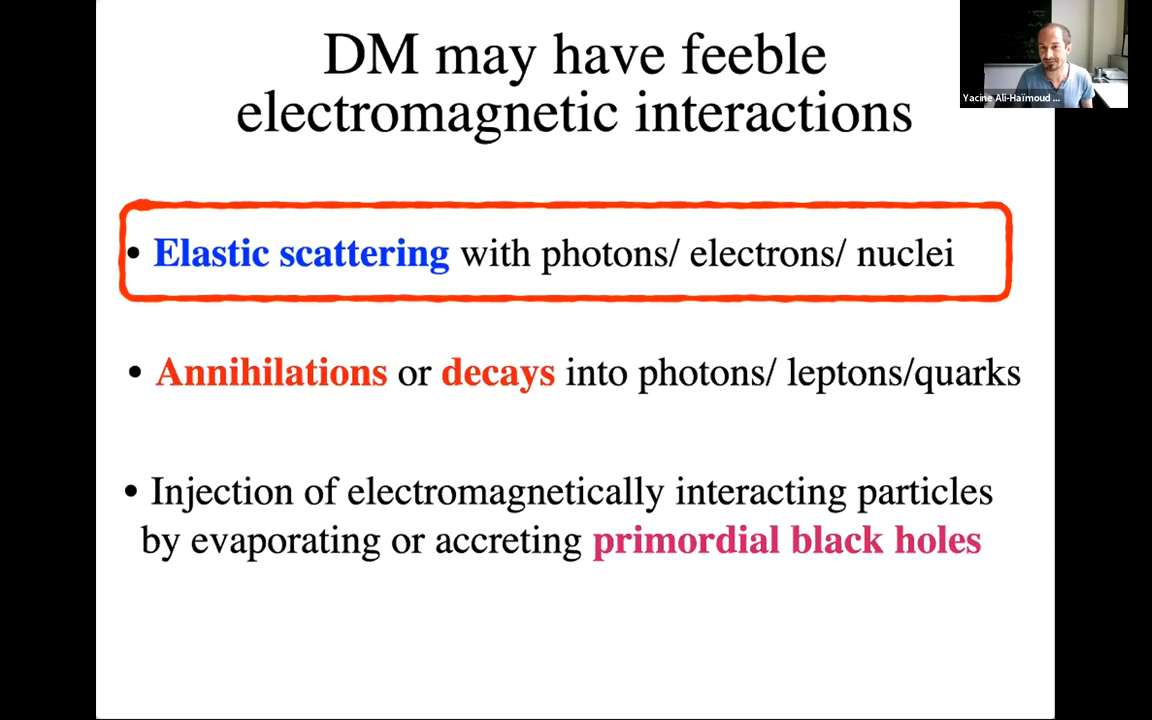 DM may have feeble
electromagnetic interactions
Yacine Ali-Haïmoud ...
• Elastic scattering with photons/ electrons/ nuclei
• Annihilations or decays into photons/ leptons/quarks
• Injection of electromagnetically interacting particles
by evaporating or accreting primordial black holes